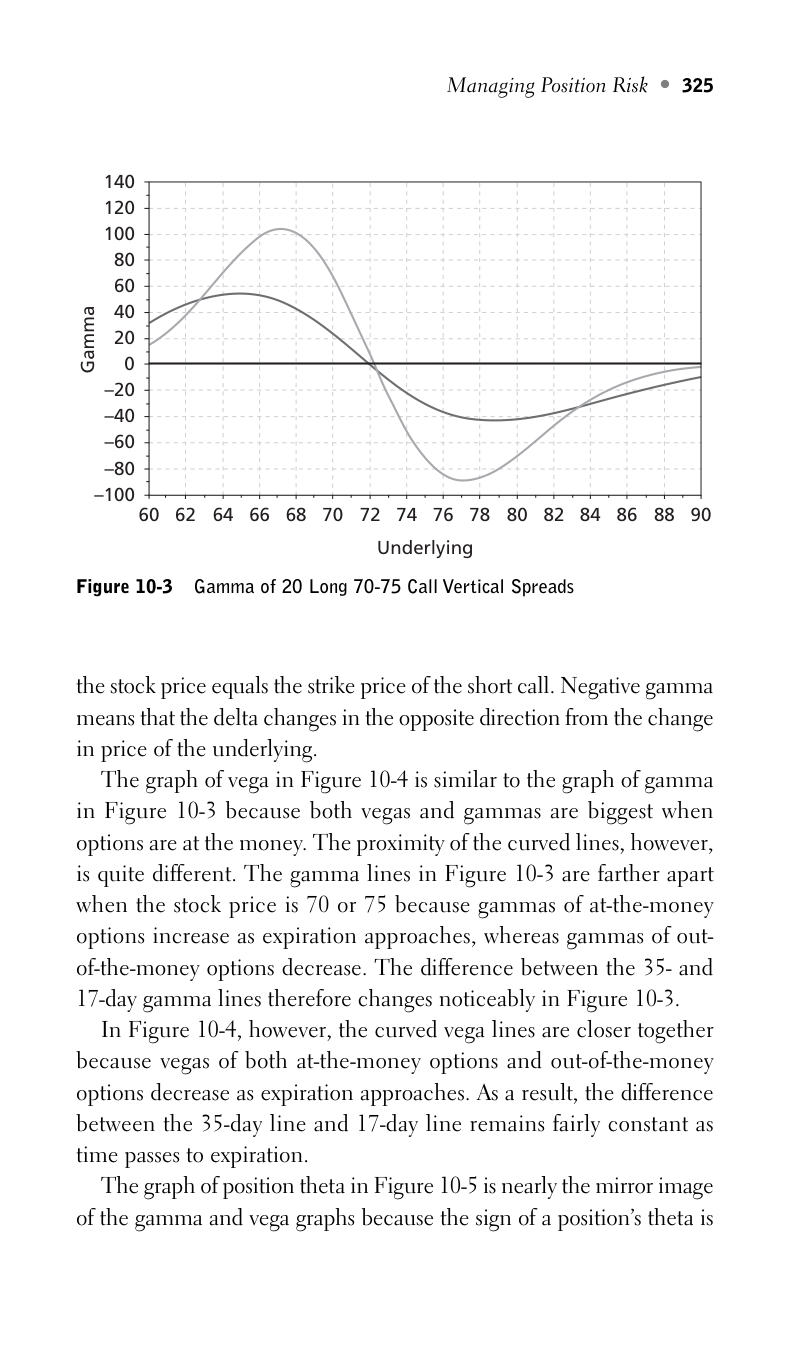 Managing Position Risk • 325
140
120
100
80
60
40
20
0
−20
−40
−60
−80
−100
Gamma
60 62 64 66 68 70 72 74 76 78 80 82 84 86 88 90
Underlying
Figure 10-3 Gamma of 20 Long 70-75 Call Vertical Spreads
the stock price equals the strike price of the short call. Negative gamma
means that the delta changes in the opposite direction from the change
in price of the underlying.
The graph of vega in Figure 10-4 is similar to the graph of gamma
in Figure 10-3 because both vegas and gammas are biggest when
options are at the money. The proximity of the curved lines, however,
is quite different. The gamma lines in Figure 10-3 are farther apart
when the stock price is 70 or 75 because gammas of at-the-money
options increase as expiration approaches, whereas gammas of out-
of-the-money options decrease. The difference between the 35- and
17-day gamma lines therefore changes noticeably in Figure 10-3.
In Figure 10-4, however, the curved vega lines are closer together
because vegas of both at-the-money options and out-of-the-money
options decrease as expiration approaches. As a result, the difference
between the 35-day line and 17-day line remains fairly constant as
time passes to expiration.
The graph of position theta in Figure 10-5 is nearly the mirror image
of the gamma and vega graphs because the sign of a position’s theta is